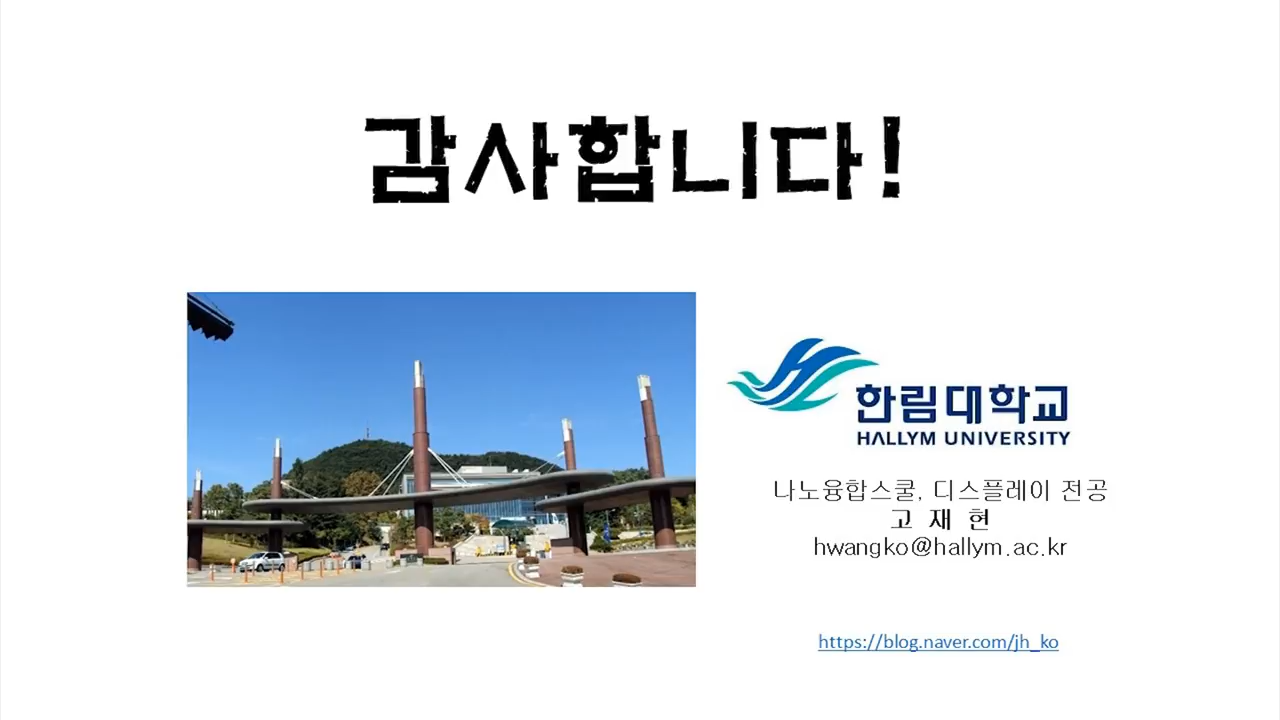 감사합니다!
한림대학교
HALLYM UNIVERSITY
나노융합스쿨, 디스플레이 전공
고 재 현
hwangko@hallym.ac.kr
https://blog.naver.com/jh_ko